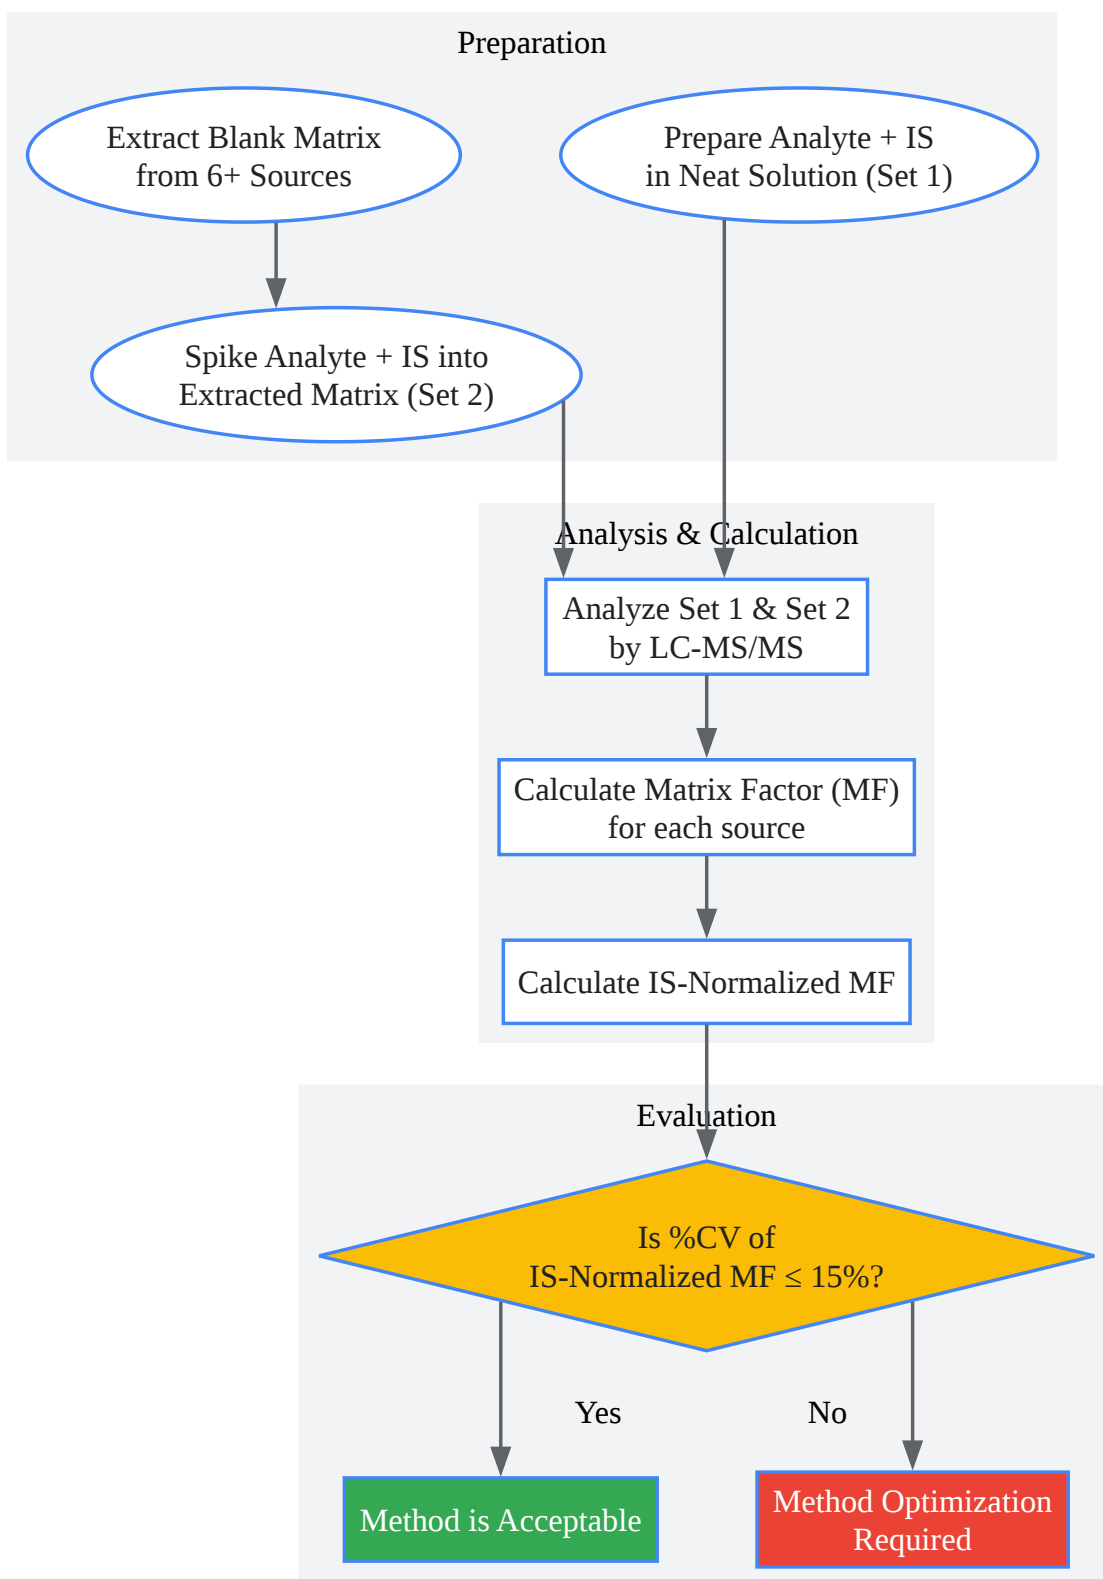 Preparation
Extract Blank Matrix
from 6+ Sources
Prepare Analyte + IS
in Neat Solution (Set 1)
Spike Analyte + IS into
Extracted Matrix (Set 2)
Analysis & Calculation
Analyze Set 1 & Set 2
by LC-MS/MS
Calculate Matrix Factor (MF)
for each source
Calculate IS-Normalized MF
Evaluation
Is %CV of
IS-Normalized MF ≤ 15%?
Yes
No
Method is Acceptable
Method Optimization
Required